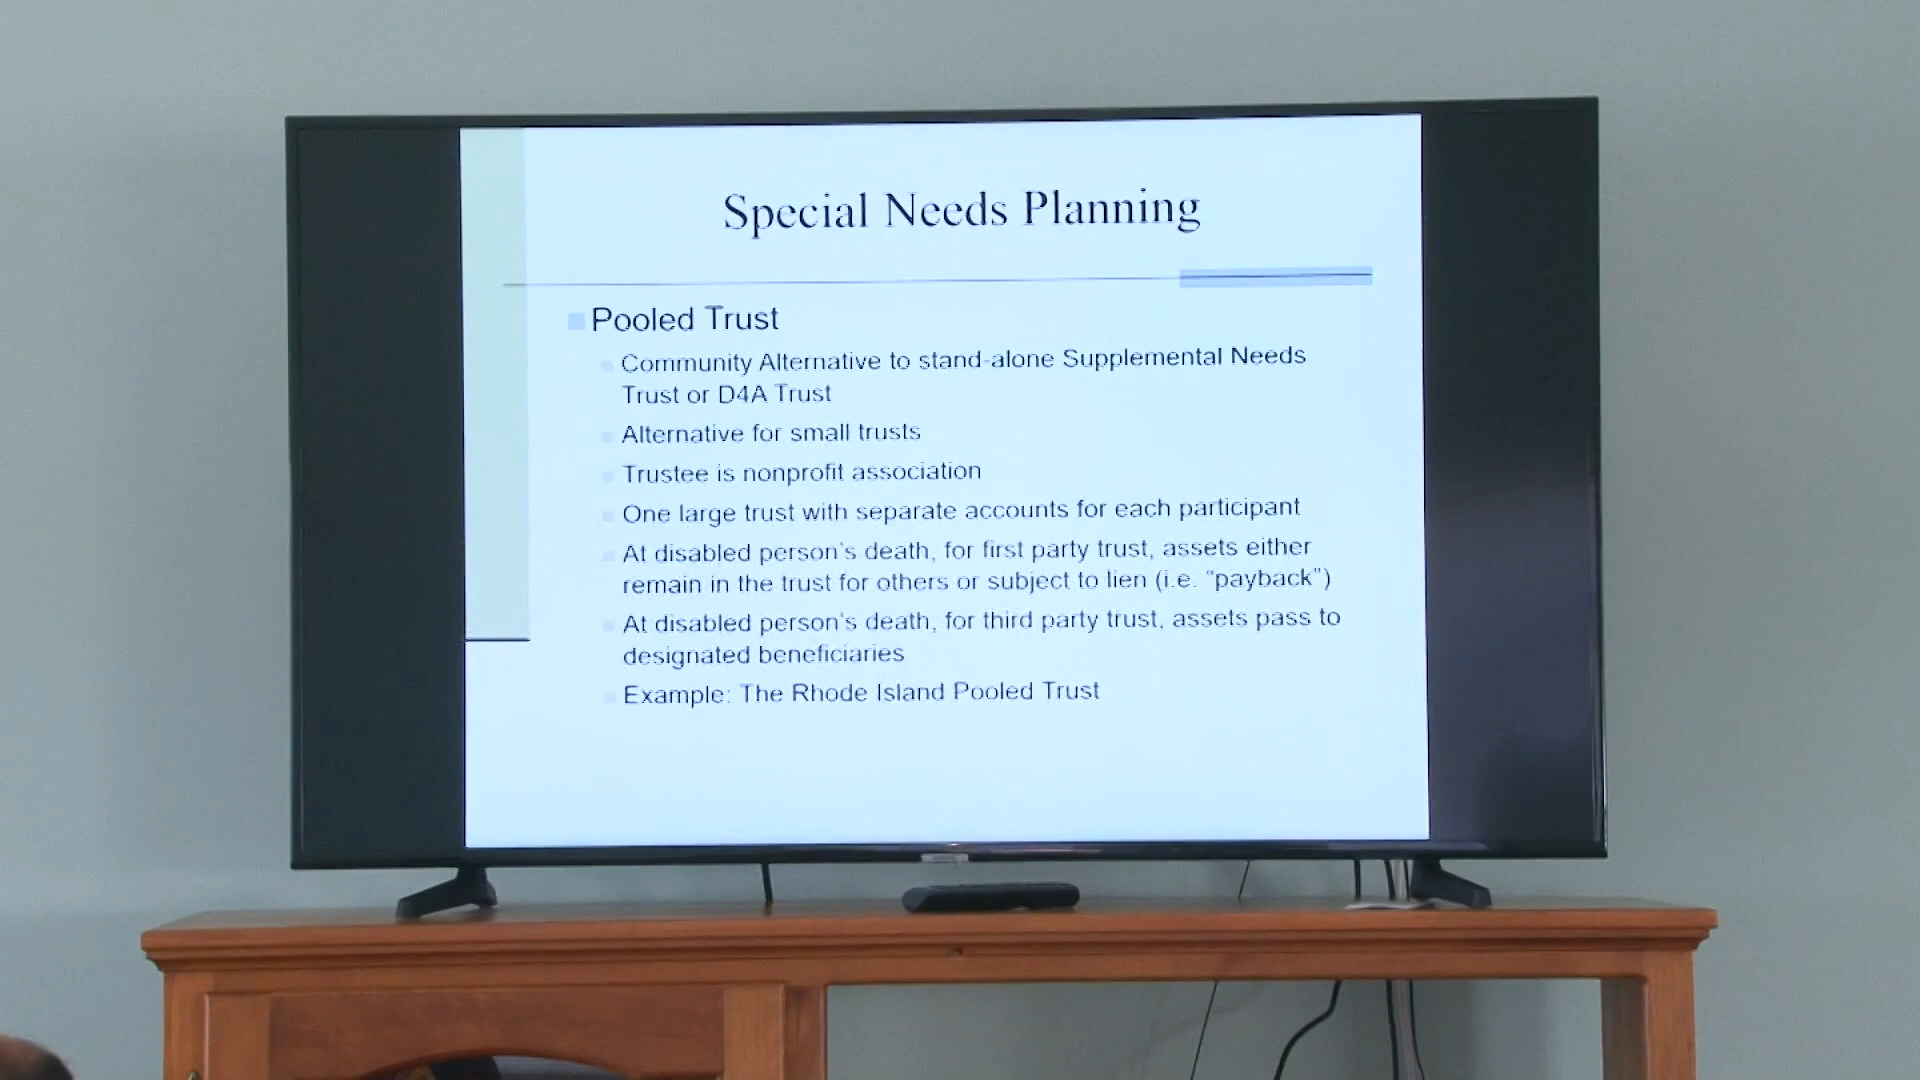 Special Needs Planning
Pooled Trust
Community Alternative to stand-alone Supplemental Needs
Trust or D4A Trust
Alternative for small trusts
Trustee is nonprofit association
One large trust with separate accounts for each participant
At disabled person's death, for first party trust, assets either
remain in the trust for others or subject to lien (i.e. “payback”)
At disabled person's death, for third party trust, assets pass to
designated beneficiaries
Example: The Rhode Island Pooled Trust